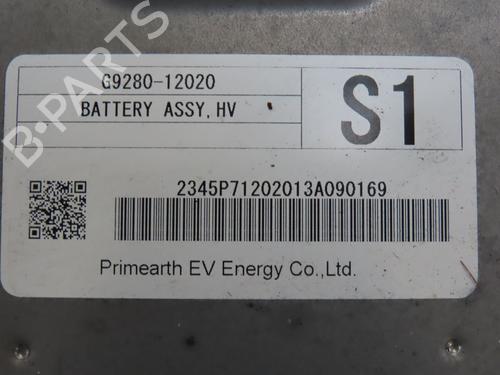 B-PARTS
G9280-12020
BATTERY ASSY, HV
S1
2345P71202013A090169
Primearth EV Energy Co.,Ltd.